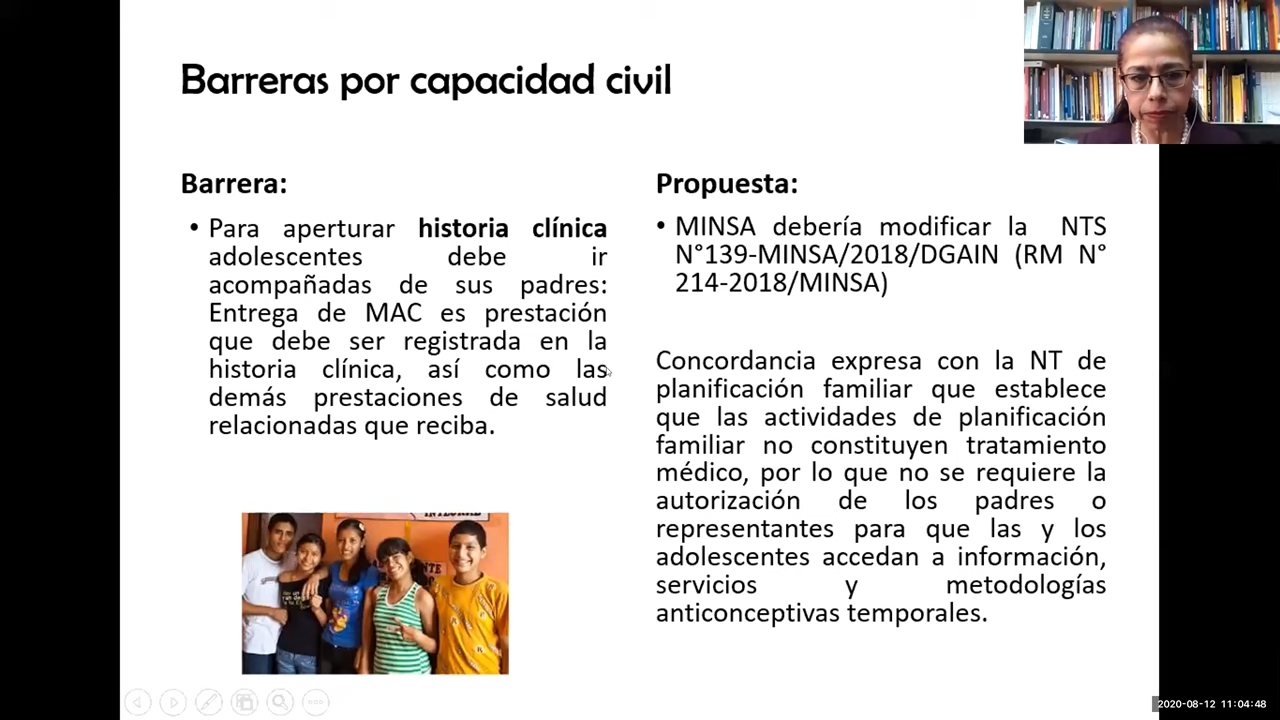 Barreras por capacidad civil
Barrera:
• Para aperturar historia clínica
adolescentes debe ir
acompañadas de sus padres:
Entrega de MAC es prestación
que debe ser registrada en la
historia clínica, así como las
demás prestaciones de salud
relacionadas que reciba.
Propuesta:
• MINSA debería modificar la NTS
N°139-MINSA/2018/DGAIN (RM N°
214-2018/MINSA)
Concordancia expresa con la NT de
planificación familiar que establece
que las actividades de planificación
familiar no constituyen tratamiento
médico, por lo que no se requiere la
autorización de los padres o
representantes para que las y los
adolescentes accedan a información,
servicios y metodologías
anticonceptivas temporales.
2020-08-12 11:04:48